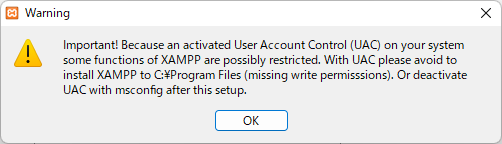 Warning
Important! Because an activated User Account Control (UAC) on your system
some functions of XAMPP are possibly restricted. With UAC please avoid to
install XAMPP to C:¥Program Files (missing write permisssions). Or deactivate
UAC with msconfig after this setup.
OK